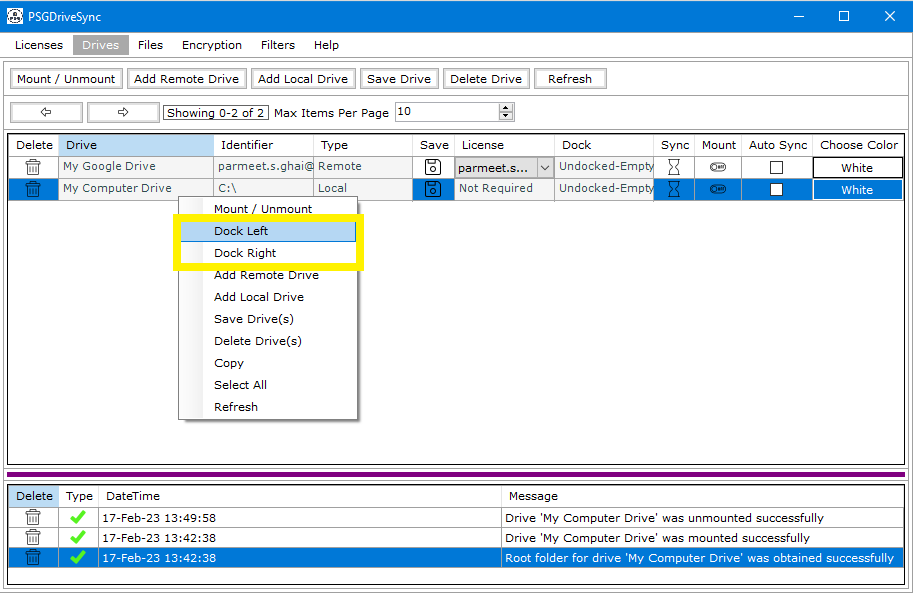 PSGDriveSync
Licenses Drives Files Encryption Filters Help
Mount / Unmount Add Remote Drive Add Local Drive Save Drive Delete Drive Refresh
Showing 0-2 of 2 Max Items Per Page 10
Delete Drive Identifier Type Save License Dock Sync Mount Auto Sync Choose Color
My Google Drive parmeet.s.ghai@ Remote parmeet.s... Undocked-Empty White
My Computer Drive C:\ Local Not Required Undocked-Empty White
Mount / Unmount
Dock Left
Dock Right
Add Remote Drive
Add Local Drive
Save Drive(s)
Delete Drive(s)
Copy
Select All
Refresh
Delete Type DateTime Message
17-Feb-23 13:49:58 Drive 'My Computer Drive' was unmounted successfully
17-Feb-23 13:42:38 Drive 'My Computer Drive' was mounted successfully
17-Feb-23 13:42:38 Root folder for drive 'My Computer Drive' was obtained successfully